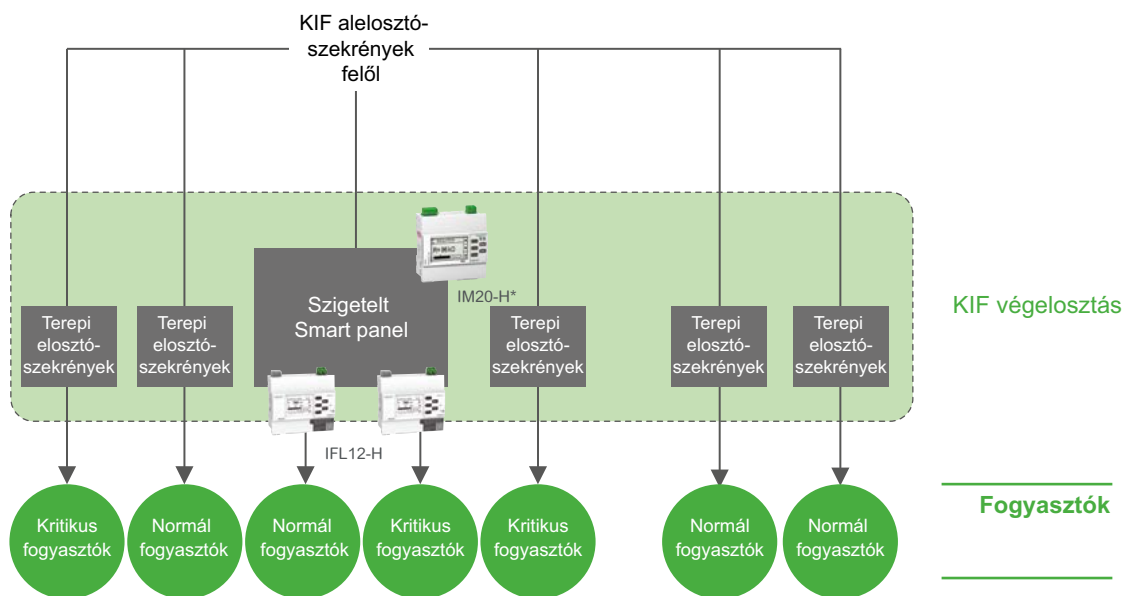 KIF alelosztó-
szekrények
felől
IM20-H*
Szigetelt
Smart panel
KIF végelosztás
Terepi
elosztó-
szekrények
Terepi
elosztó-
szekrények
Terepi
elosztó-
szekrények
Terepi
elosztó-
szekrények
Terepi
elosztó-
szekrények
IFL12-H
Fogyasztók
Kritikus
fogyasztók
Normál
fogyasztók
Normál
fogyasztók
Kritikus
fogyasztók
Kritikus
fogyasztók
Normál
fogyasztók
Normál
fogyasztók